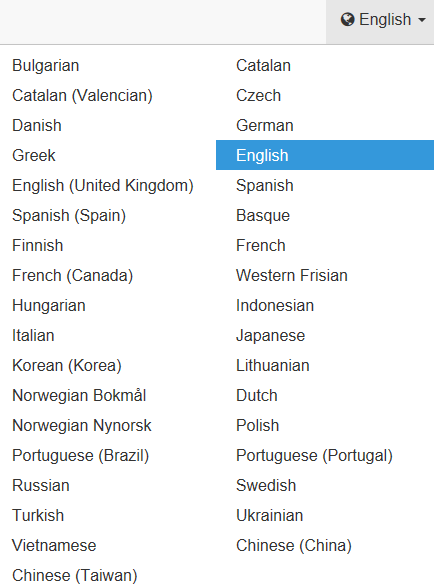 English
Bulgarian
Catalan
Catalan (Valencian)
Czech
Danish
German
Greek
English
English (United Kingdom)
Spanish
Spanish (Spain)
Basque
Finnish
French
French (Canada)
Western Frisian
Hungarian
Indonesian
Italian
Japanese
Korean (Korea)
Lithuanian
Norwegian Bokmål
Dutch
Norwegian Nynorsk
Polish
Portuguese (Brazil)
Portuguese (Portugal)
Russian
Swedish
Turkish
Ukrainian
Vietnamese
Chinese (China)
Chinese (Taiwan)